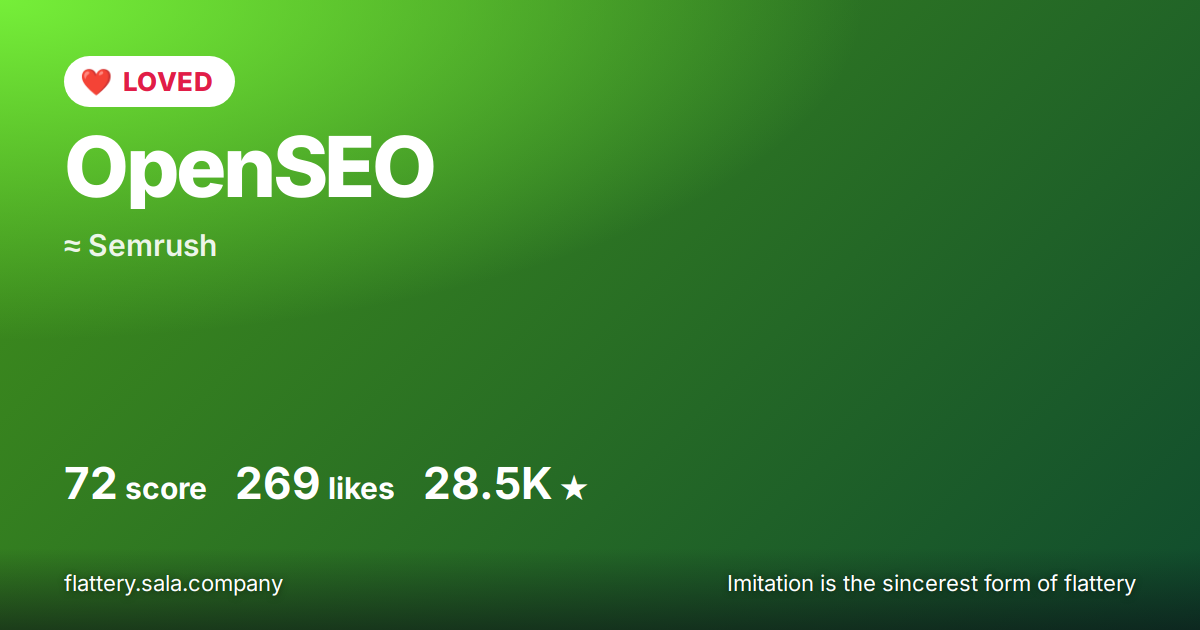 ❤️ LOVED
OpenSEO
≈ Semrush
72 score 269 likes 28.5K ★
flattery.sala.company
Imitation is the sincerest form of flattery